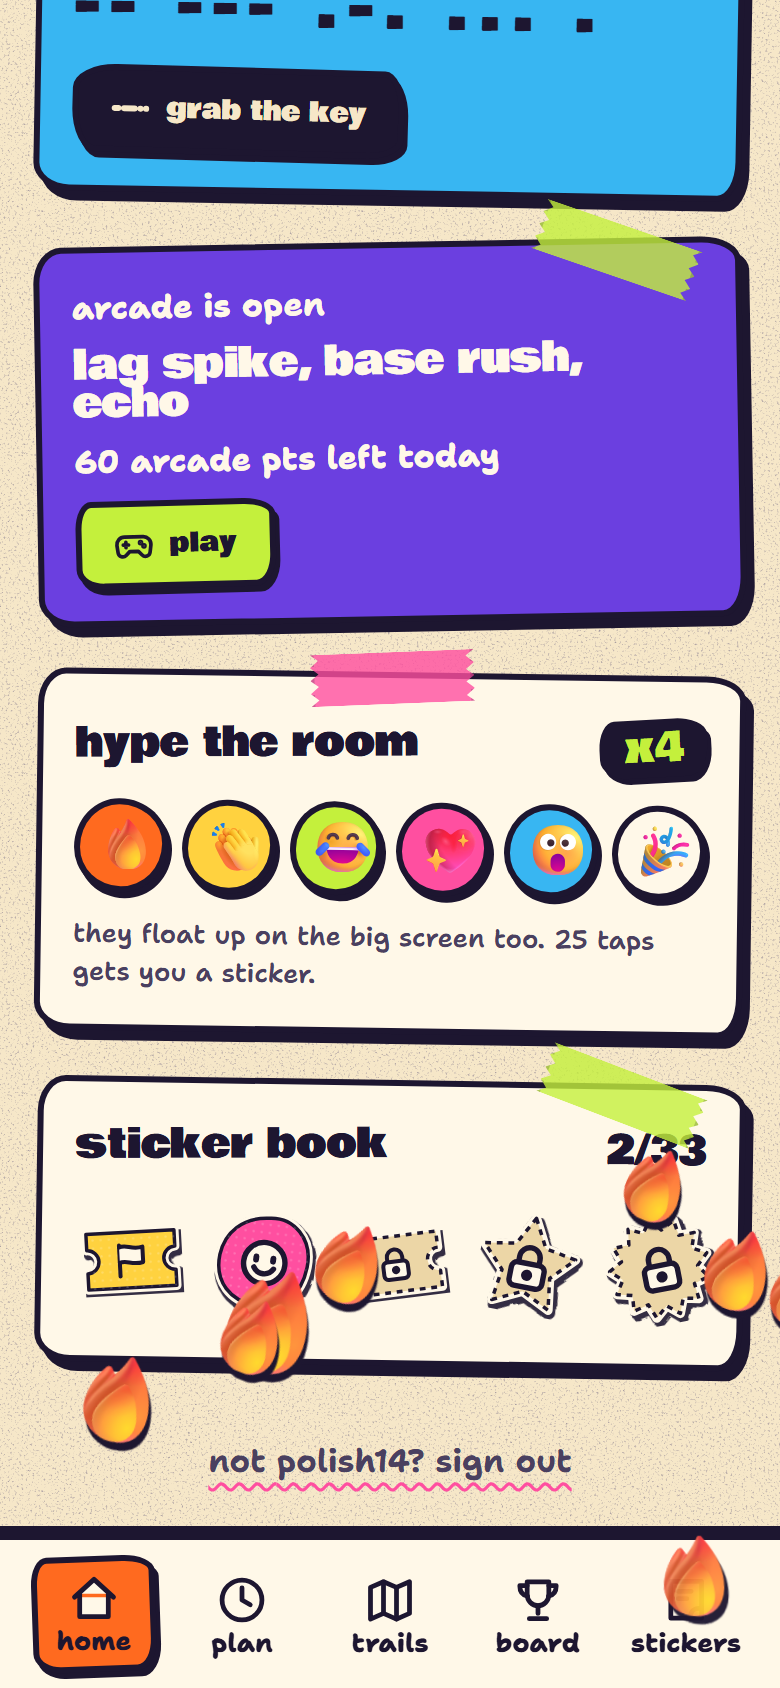 grab the key
arcade is open
lag spike, base rush,
echo
60 arcade pts left today
play
hype the room
x4
they float up on the big screen too. 25 taps
gets you a sticker.
sticker book
2/33
not polish14? sign out
home
plan
trails
board
stickers